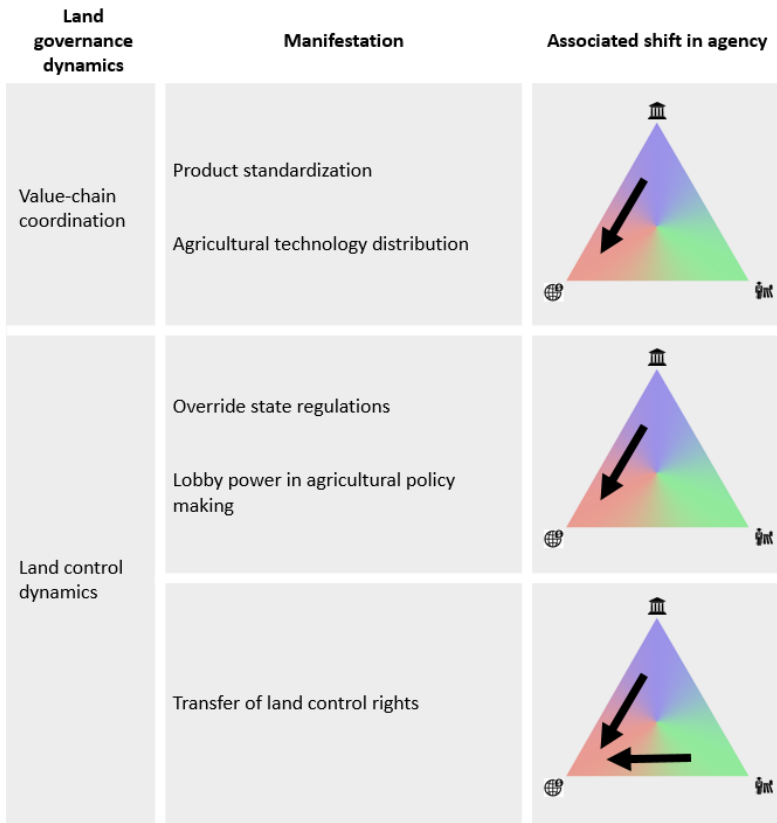 Land
governance
dynamics
Manifestation
Associated shift in agency
Value-chain
coordination
Product standardization
Agricultural technology distribution
Land control
dynamics
Override state regulations
Lobby power in agricultural policy
making
Transfer of land control rights